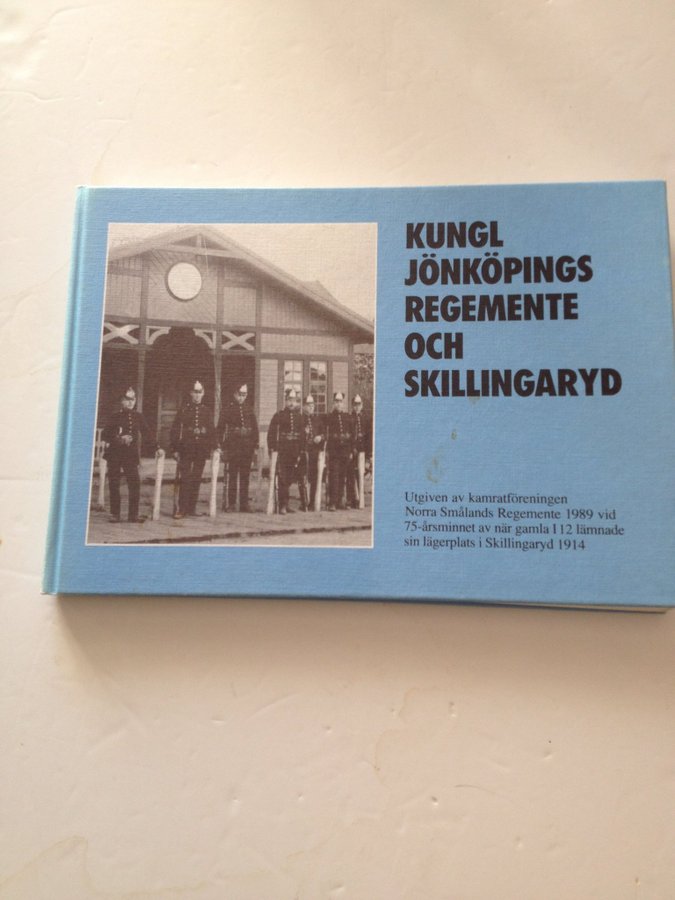 KUNGL
JÖNKÖPINGS
REGEMENTE
OCH
SKILLINGARYD
Utgiven av kamratföreningen
Norra Smålands Regemente 1989 vid
75-årsminnet av när gamla I 12 lämnade
sin lägerplats i Skillingaryd 1914